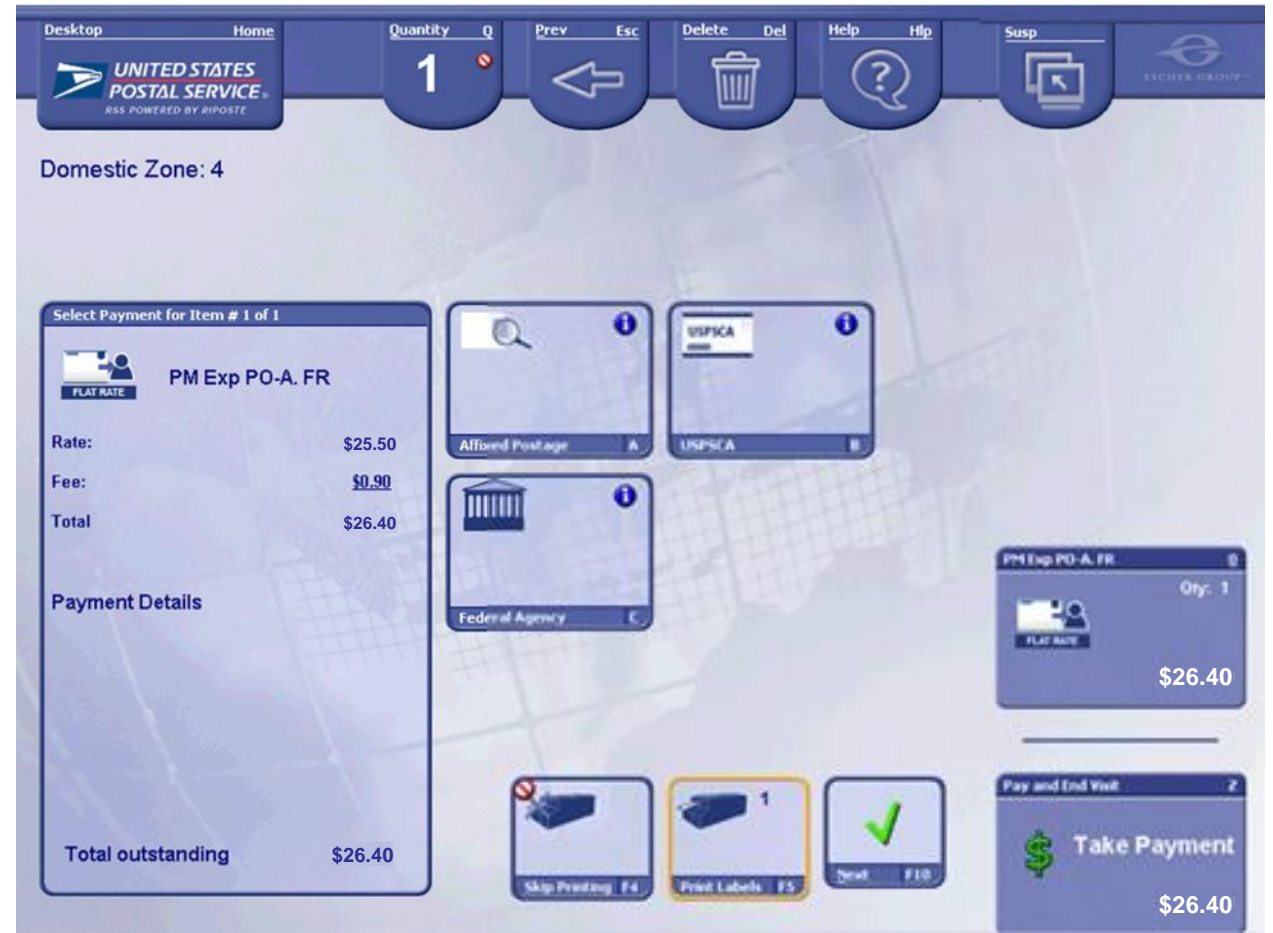 Desktop Home
Quantity Q
Prev Esc
Delete Del
Help Hlp
Susp
UNITED STATES
POSTAL SERVICE®
RSS POWERED BY RIPOSTE
1
ESCHER GROUP™
Domestic Zone: 4
Select Payment for Item # 1 of 1
FLAT RATE
PM Exp PO-A. FR
Rate: $25.50
Fee: $0.90
Total $26.40
Payment Details
Total outstanding $26.40
Affixed Postage A
USPSCA
USPSCA B
Federal Agency C
PM Exp PO-A. FR
Qty: 1
FLAT RATE
$26.40
1
Skip Printing F4
Print Labels F5
Next F10
Pay and End Visit
Take Payment
$26.40